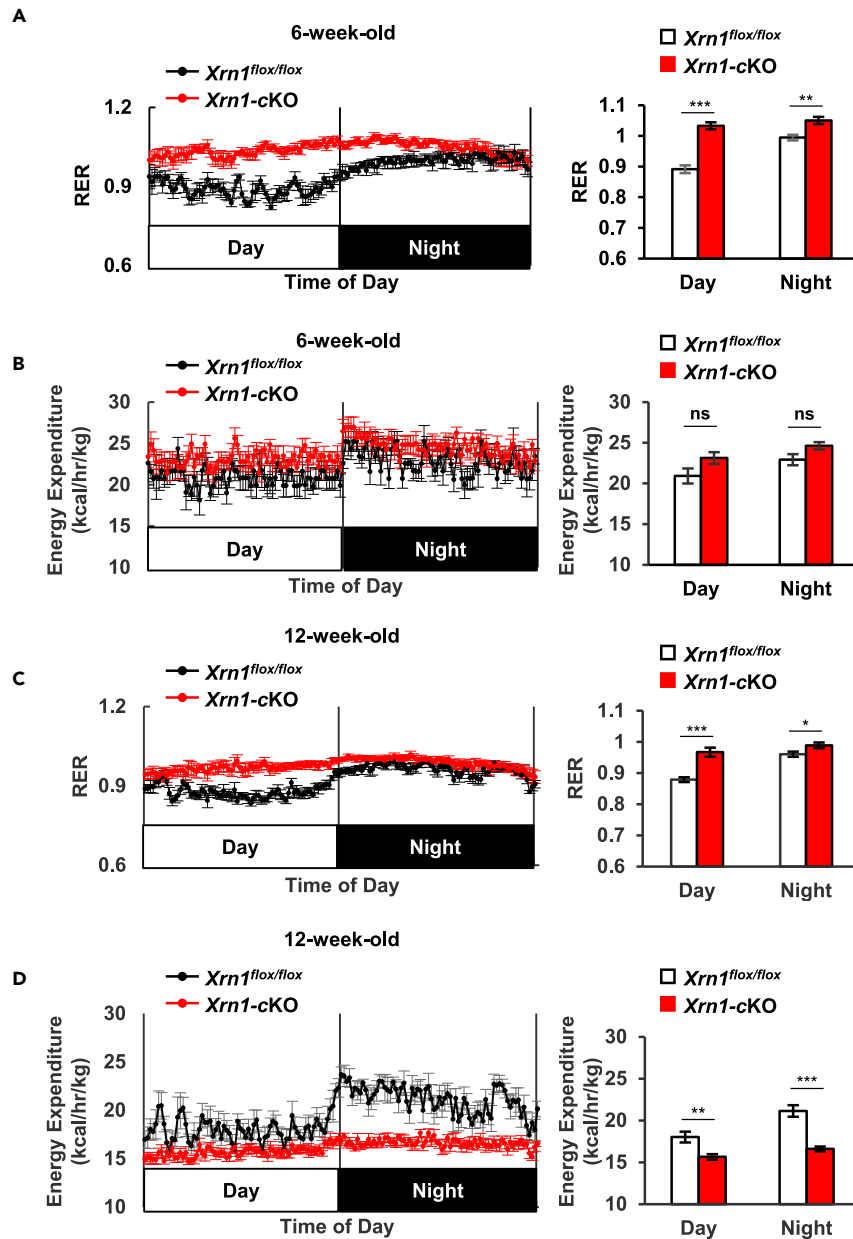 A
6-week-old
Xrn1flox/flox
Xrn1-cKO
RER
1.2
0.9
0.6
Day
Night
Time of Day
Xrn1flox/flox
Xrn1-cKO
RER
1.1
1
0.9
0.8
0.7
0.6
***
**
Day
Night
B
6-week-old
Xrn1flox/flox
Xrn1-cKO
Energy Expenditure
(kcal/hr/kg)
30
25
20
15
10
Day
Night
Time of Day
Xrn1flox/flox
Xrn1-cKO
Energy Expenditure
(kcal/hr/kg)
30
25
20
15
10
ns
ns
Day
Night
C
12-week-old
Xrn1flox/flox
Xrn1-cKO
RER
1.2
0.9
0.6
Day
Night
Time of Day
Xrn1flox/flox
Xrn1-cKO
RER
1.1
1
0.9
0.8
0.7
0.6
***
*
Day
Night
D
12-week-old
Xrn1flox/flox
Xrn1-cKO
Energy Expenditure
(kcal/hr/kg)
30
25
20
15
10
Day
Night
Time of Day
Xrn1flox/flox
Xrn1-cKO
Energy Expenditure
(kcal/hr/kg)
30
25
20
15
10
**
***
Day
Night